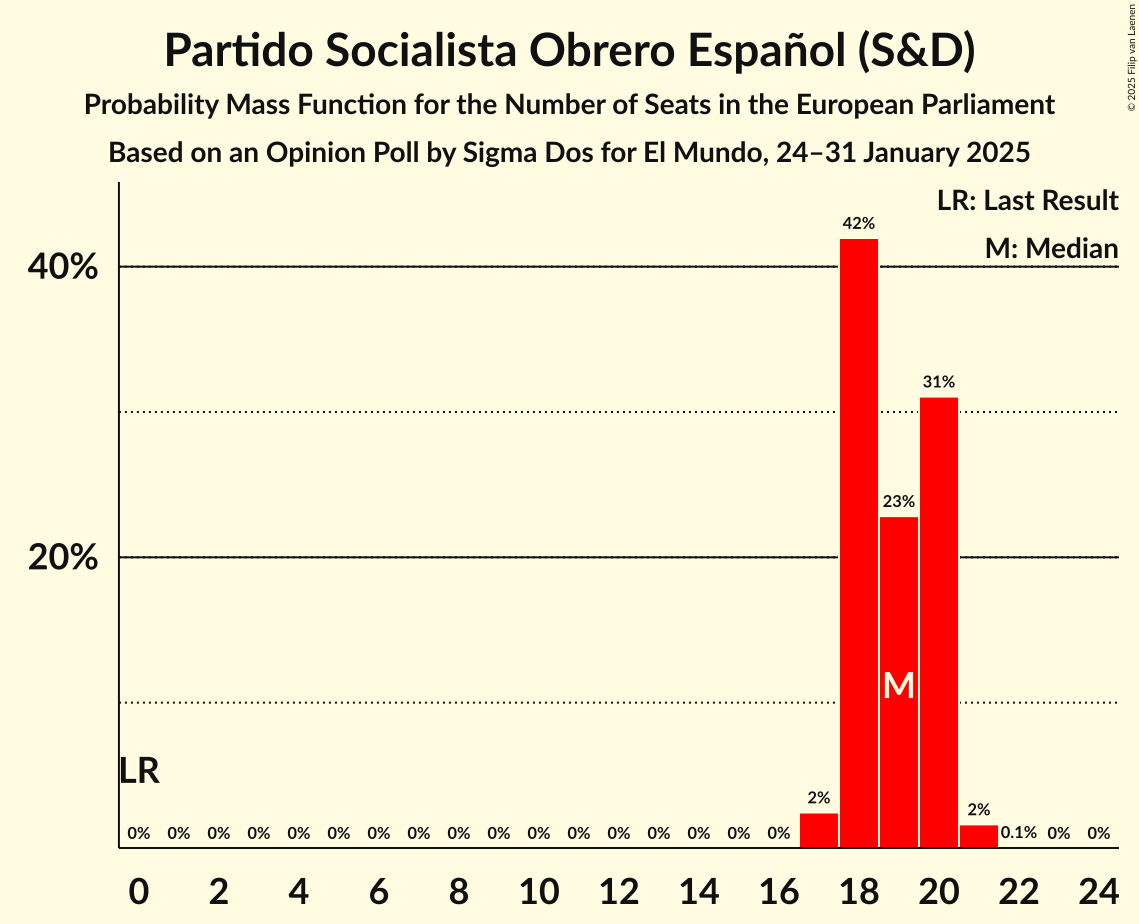 Partido Socialista Obrero Español (S&D)
Probability Mass Function for the Number of Seats in the European Parliament
Based on an Opinion Poll by Sigma Dos for El Mundo, 24–31 January 2025
© 2025 Filip van Laenen
LR: Last Result
M: Median
42%
40%
31%
23%
20%
M
LR
2%
2%
0% 0% 0% 0% 0% 0% 0% 0% 0% 0% 0% 0% 0% 0% 0% 0% 0% 0.1% 0% 0%
0 2 4 6 8 10 12 14 16 18 20 22 24